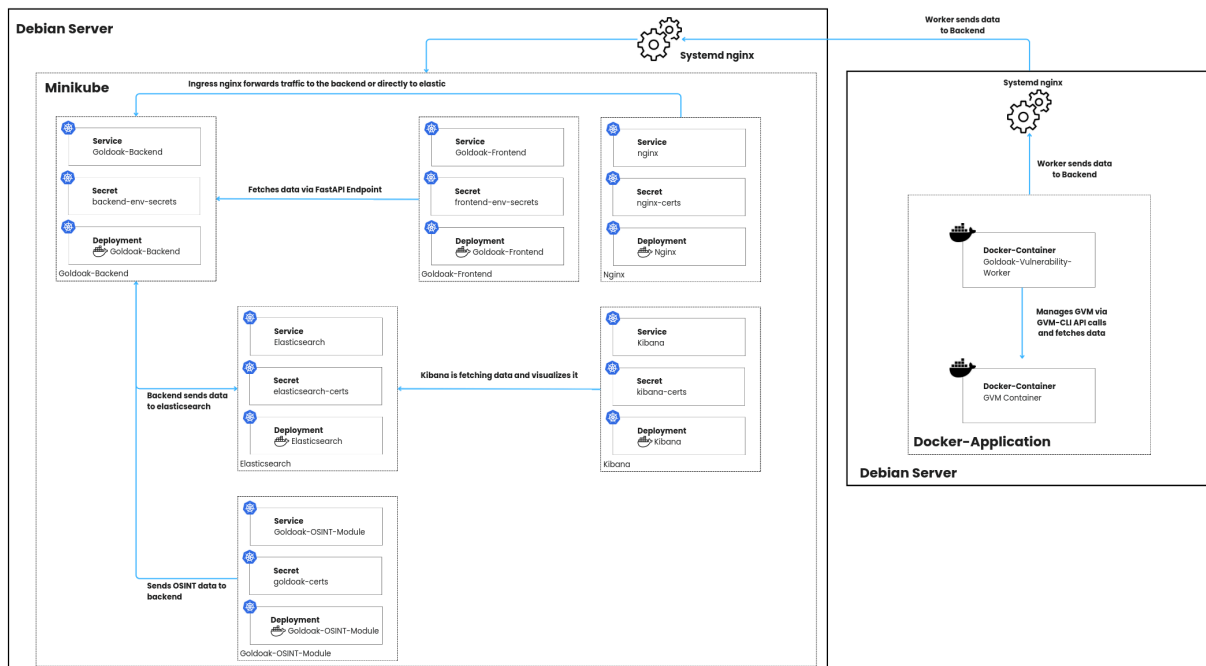 Debian Server
Systemd nginx
Worker sends data
to Backend
Minikube
Ingress nginx forwards traffic to the backend or directly to elastic
Service
Goldoak-Backend
Secret
backend-env-secrets
Deployment
Goldoak-Backend
Goldoak-Backend
Fetches data via FastAPI Endpoint
Service
Goldoak-Frontend
Secret
frontend-env-secrets
Deployment
Goldoak-Frontend
Goldoak-Frontend
Service
nginx
Secret
nginx-certs
Deployment
Nginx
Nginx
Backend sends data
to elasticsearch
Service
Elasticsearch
Secret
elasticsearch-certs
Deployment
Elasticsearch
Elasticsearch
Kibana is fetching data and visualizes it
Service
Kibana
Secret
kibana-certs
Deployment
Kibana
Kibana
Sends OSINT data to
backend
Service
Goldoak-OSINT-Module
Secret
goldoak-certs
Deployment
Goldoak-OSINT-Module
Goldoak-OSINT-Module
Systemd nginx
Worker sends data
to Backend
Docker-Container
Goldoak-Vulnerability-
Worker
Manages GVM via
GVM-CLI API calls
and fetches data
Docker-Container
GVM Container
Docker-Application
Debian Server